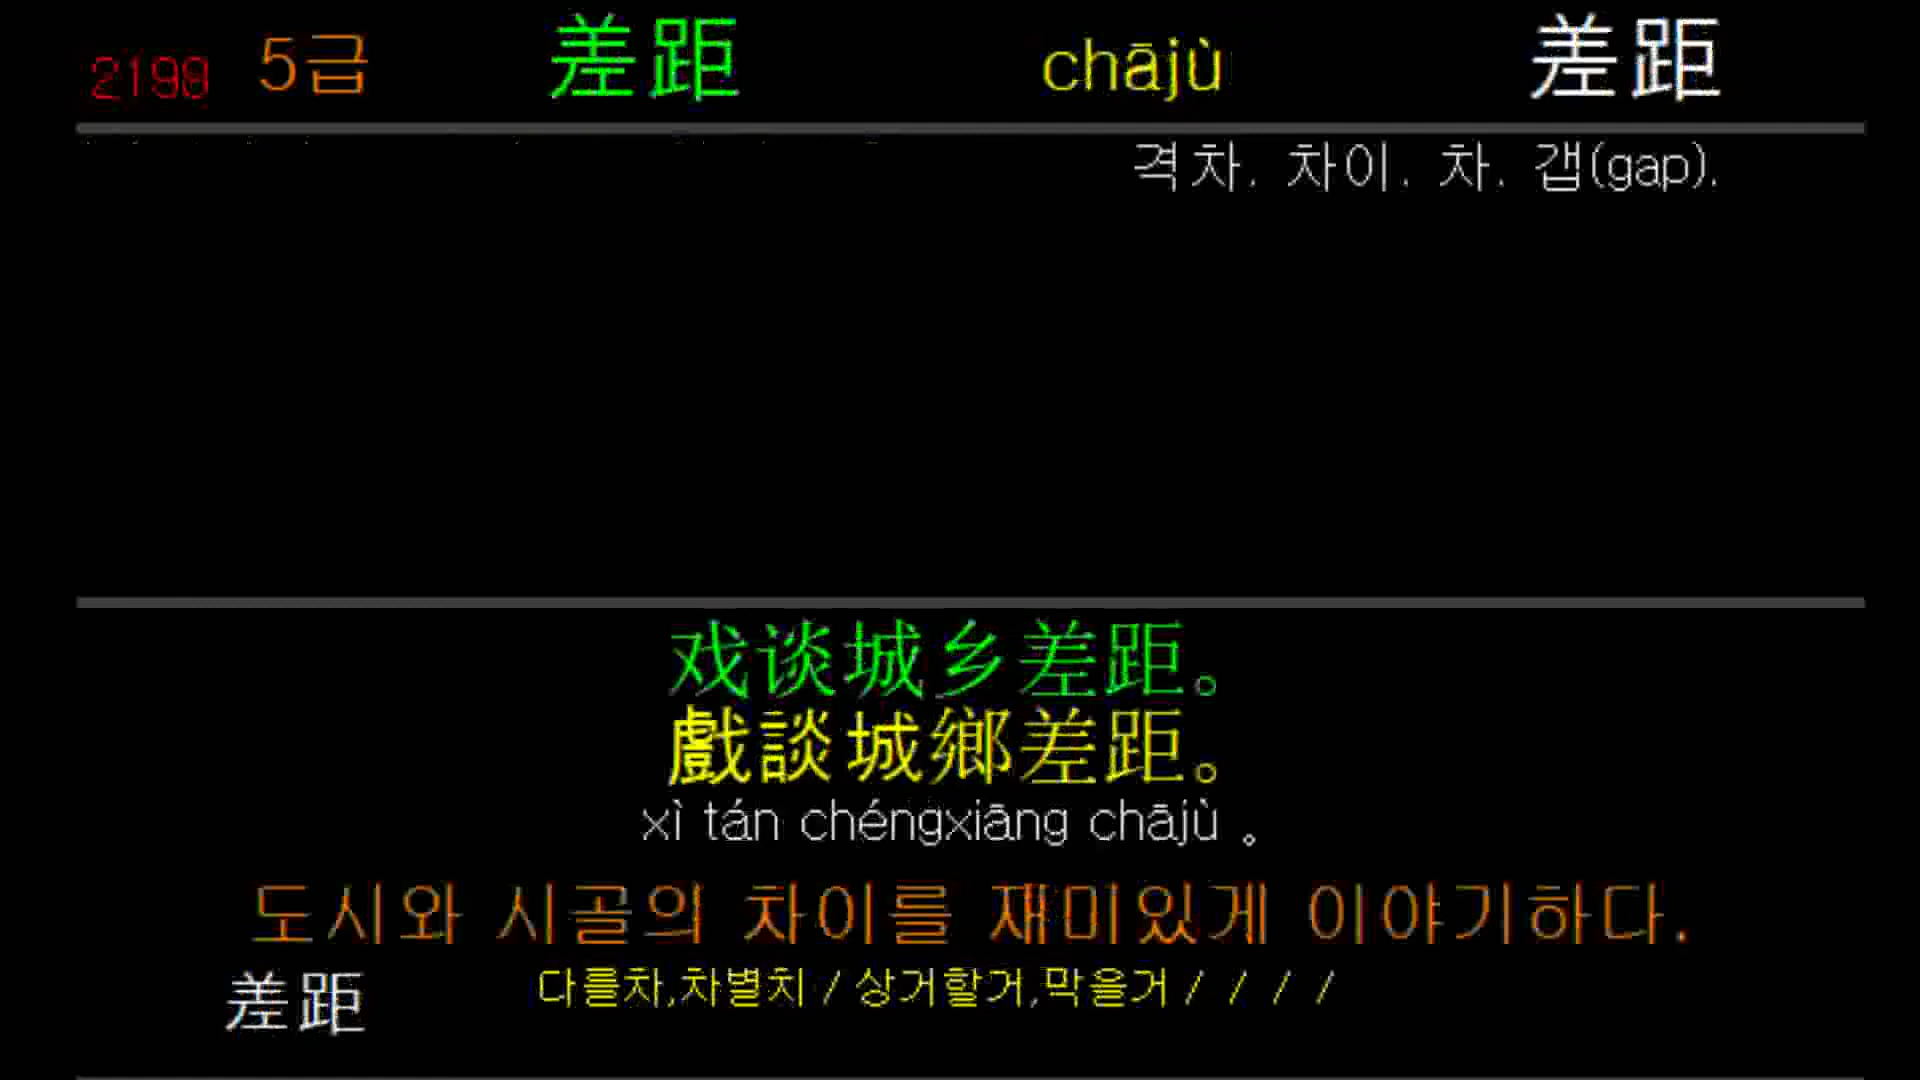 2198 5급 差距 chājù 差距
격차. 차이. 차. 갭(gap).
戏谈城乡差距。
戲談城鄉差距。
xì tán chéngxiāng chājù 。
도시와 시골의 차이를 재미있게 이야기하다.
差距 다를차,차별치 / 상거할거,막을거 / / / /